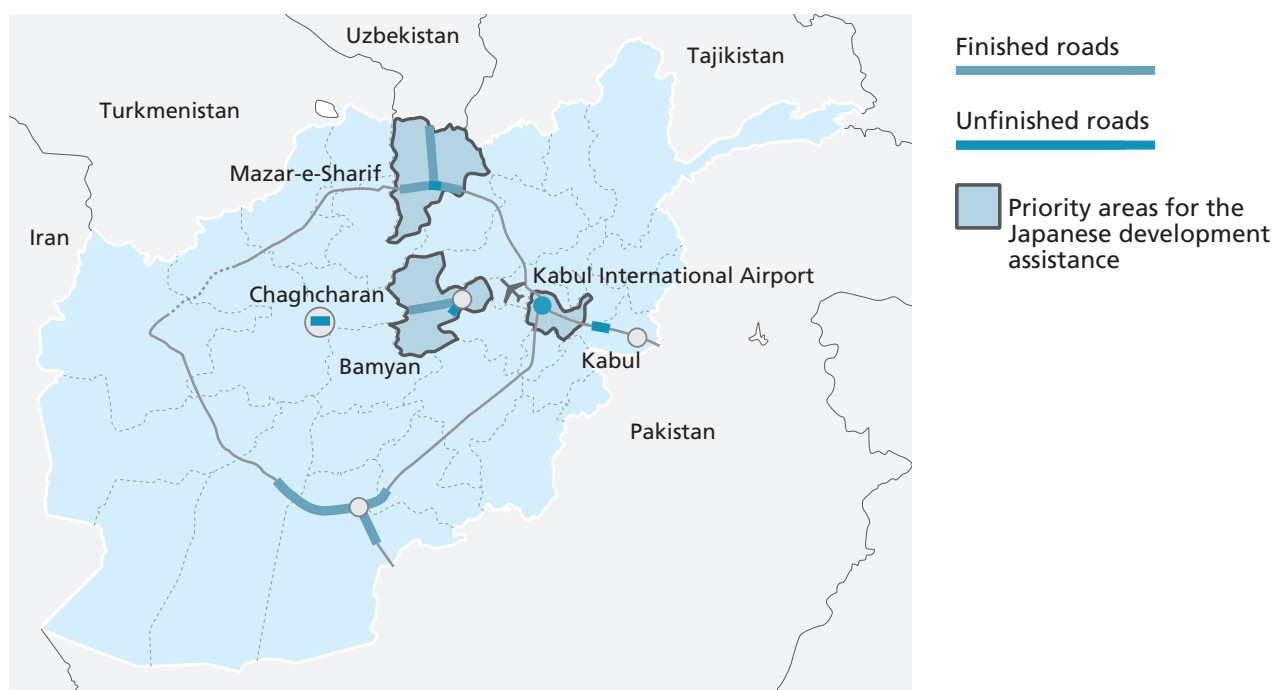 Uzbekistan
Tajikistan
Turkmenistan
Mazar-e-Sharif
Iran
Kabul International Airport
Chaghcharan
Bamyan
Kabul
Pakistan
Finished roads
Unfinished roads
Priority areas for the
Japanese development
assistance